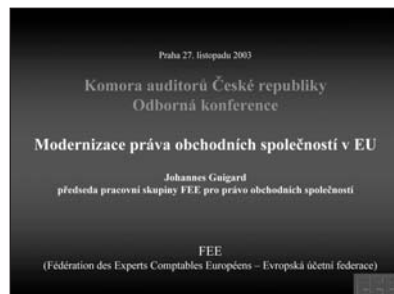 Praha 27. listopadu 2003
Komora auditorů České republiky
Odborná konference
Modernizace práva obchodních společností v EU
Johannes Guigard
předseda pracovní skupiny FEE pro právo obchodních společností
FEE
(Fédération des Experts Comptables Européens – Evropská účetní federace)